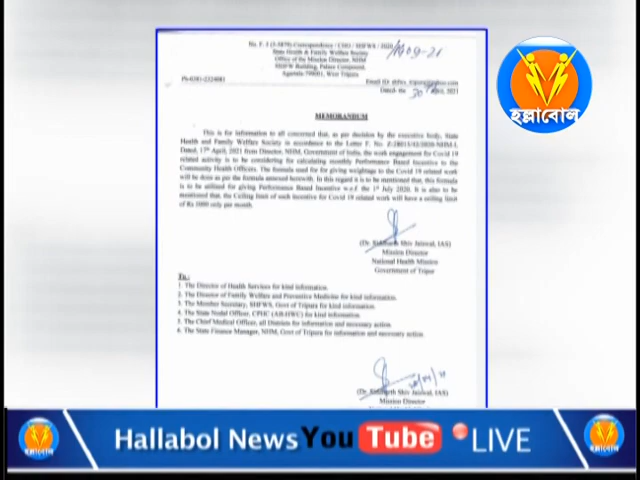 No. F. 3 (5-3870) Correspondence / CHO / SHFWS / 2020
State Health & Family Welfare Society
Office of the Mission Director, NHM
SHFW Building, Palace Compound,
Agartala-799001, West Tripura
Ph-0381-2324081
Dated- the 30th April, 2021
MEMORANDUM
This is for information to all concerned that, as per decision by the executive body, State
Health and Family Welfare Society in accordance to the Letter F. No.
Dated, 17th April, 2021 from Director, NHM, Government of India, the work engagement for Covid 19
related activity is to be considering for calculating monthly Performance Based Incentive to the
Community Health Officers. The formula used for for giving weightage to the Covid 19 related work
will be done as per the formula annexed herewith. In this regard it is to be mentioned that, this formula
is to be utilized for giving Performance Based Incentive w.e.f. the 1st July 2020. It is also to be
mentioned that, the Ceiling limit of such incentive for Covid 19 related work will have a ceiling limit
of Rs 5000 only per month.
(Dr. Siddharth Shiv Jaiswal, IAS)
Mission Director
National Health Mission
Government of Tripura
To :
1. The Director of Health Services for kind information.
2. The Director of Family Welfare and Preventive Medicine for kind information.
3. The Member Secretary, SHFWS, Govt of Tripura for kind information.
4. The State Nodal Officer, CPHC (AB-HWC) for kind information.
5. The Chief Medical Officer, all Districts for information and necessary action.
6. The State Finance Manager, NHM, Govt of Tripura for information and necessary action.
(Dr. Siddharth Shiv Jaiswal, IAS)
Mission Director
হল্লাবোল
হল্লাবোল
Hallabol News YouTube LIVE
হল্লাবোল